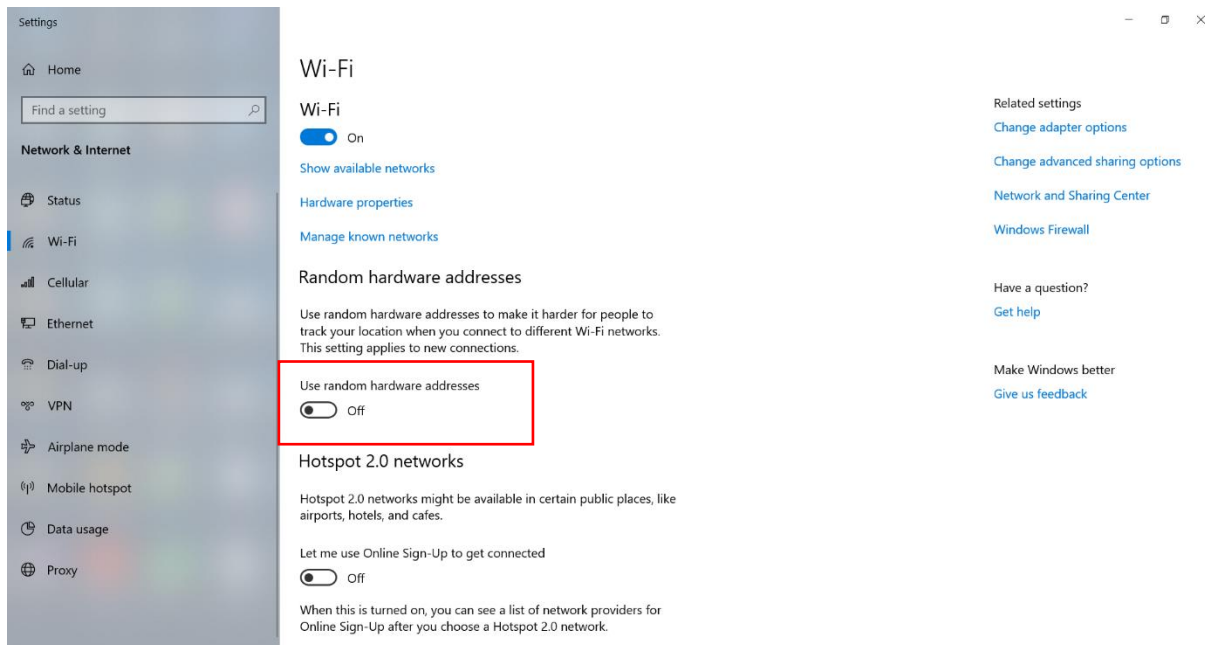 Settings
Home
Find a setting
Network & Internet
Status
Wi-Fi
Cellular
Ethernet
Dial-up
VPN
Airplane mode
Mobile hotspot
Data usage
Proxy
Wi-Fi
Wi-Fi
On
Show available networks
Hardware properties
Manage known networks
Random hardware addresses
Use random hardware addresses to make it harder for people to
track your location when you connect to different Wi-Fi networks.
This setting applies to new connections.
Use random hardware addresses
Off
Hotspot 2.0 networks
Hotspot 2.0 networks might be available in certain public places, like
airports, hotels, and cafes.
Let me use Online Sign-Up to get connected
Off
When this is turned on, you can see a list of network providers for
Online Sign-Up after you choose a Hotspot 2.0 network.
Related settings
Change adapter options
Change advanced sharing options
Network and Sharing Center
Windows Firewall
Have a question?
Get help
Make Windows better
Give us feedback